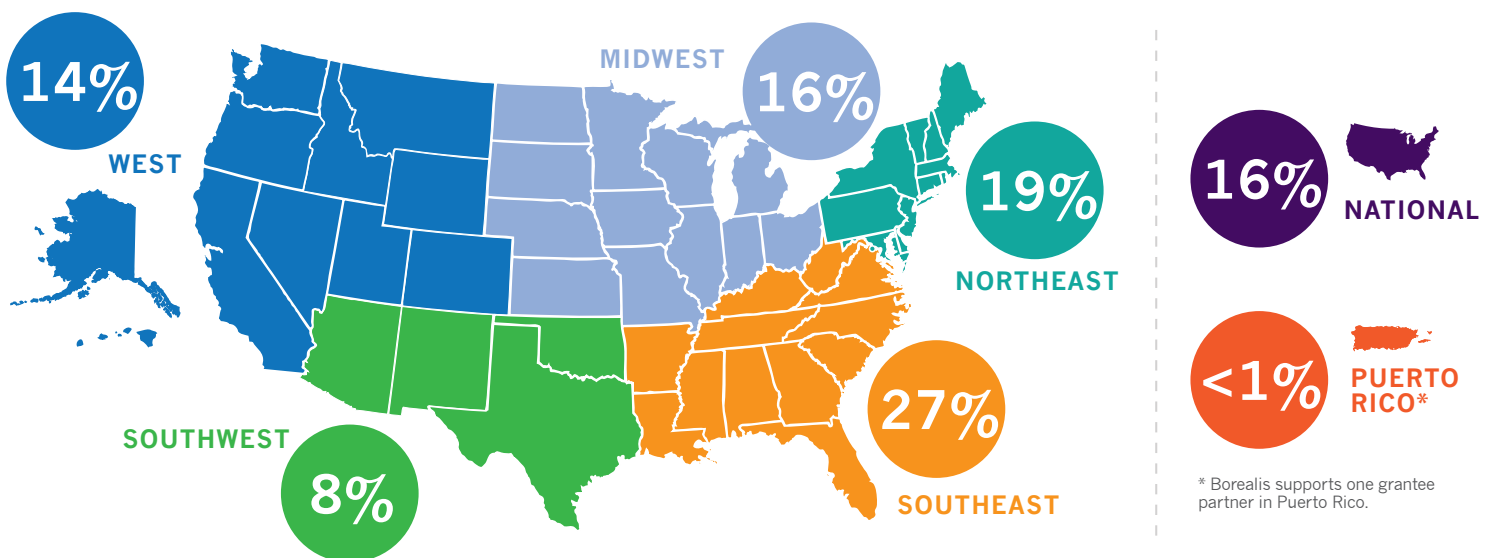 14%
WEST
MIDWEST
16%
19%
NORTHEAST
SOUTHWEST
8%
27%
SOUTHEAST
16%
NATIONAL
<1%
PUERTO
RICO*
* Borealis supports one grantee
partner in Puerto Rico.